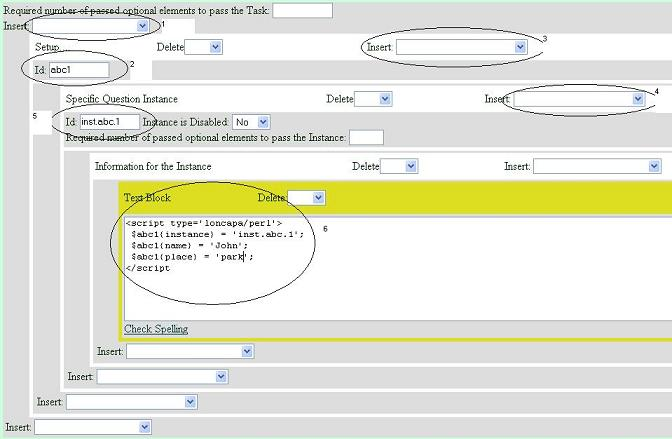 Required number of passed optional elements to pass the Task:
Insert: 1
Setup Delete Insert: 3
Id: abc1 2
Specific Question Instance Delete Insert: 4
5 Id: inst.abc.1 Instance is Disabled: No
Required number of passed optional elements to pass the Instance:
Information for the Instance Delete Insert:
Text Block Delete:
<script type='loncapa/perl'>
$abc1(instance) = 'inst.abc.1'; 6
$abc1(name) = 'John';
$abc1(place) = 'park';
</script
Check Spelling
Insert:
Insert:
Insert:
Insert: